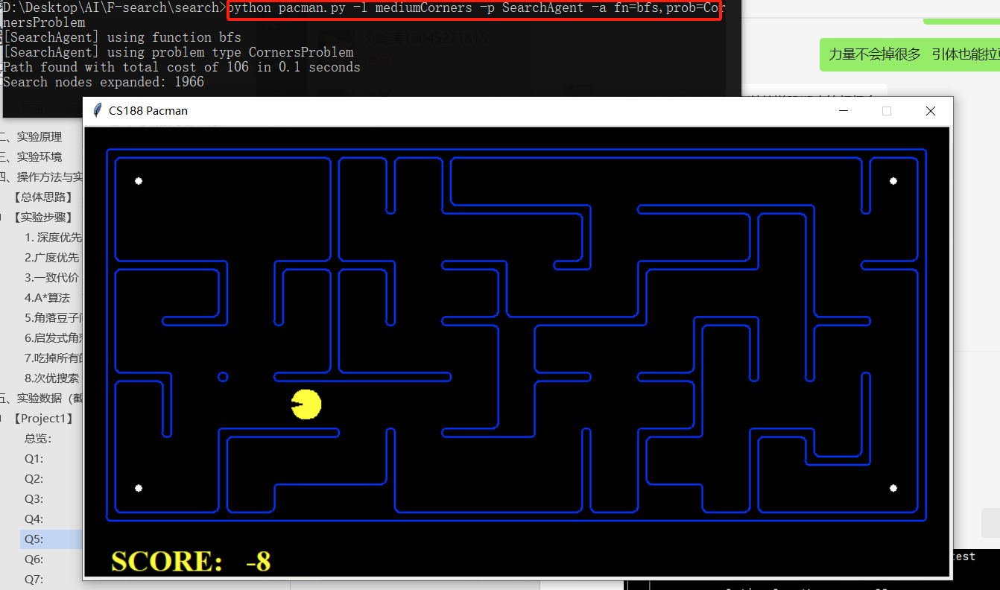 D:\Desktop\AI\F-search\search>python pacman.py -l mediumCorners -p SearchAgent -a fn=bfs,prob=Cor
nersProblem
[SearchAgent] using function bfs
[SearchAgent] using problem type CornersProblem
Path found with total cost of 106 in 0.1 seconds
Search nodes expanded: 1966
力量不会掉很多 引体也能拉
CS188 Pacman
二、实验原理
三、实验环境
四、操作方法与实
【总体思路】
【实验步骤】
1. 深度优先
2.广度优先
3.一致代价
4.A*算法
5.角落豆子
6.启发式角
7.吃掉所有
8.次优搜索
五、实验数据（截
【Project1】
总览:
Q1:
Q2:
Q3:
Q4:
Q5:
Q6:
Q7:
SCORE: -8
test